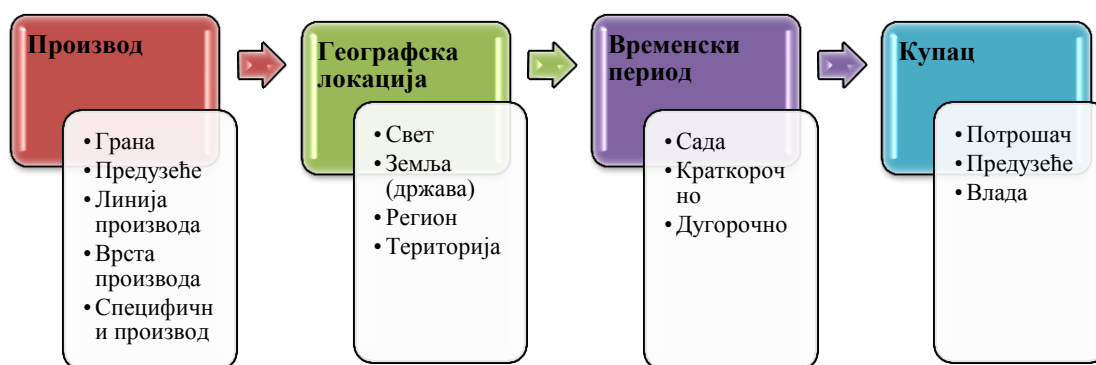 Производ
• Грана
• Предузеће
• Линија
производа
• Врста
производа
• Специфичн
и производ
Географска
локација
• Свет
• Земља
(држава)
• Регион
• Територија
Временски
период
• Сада
• Краткороч
но
• Дугорочно
Купац
• Потрошач
• Предузеће
• Влада